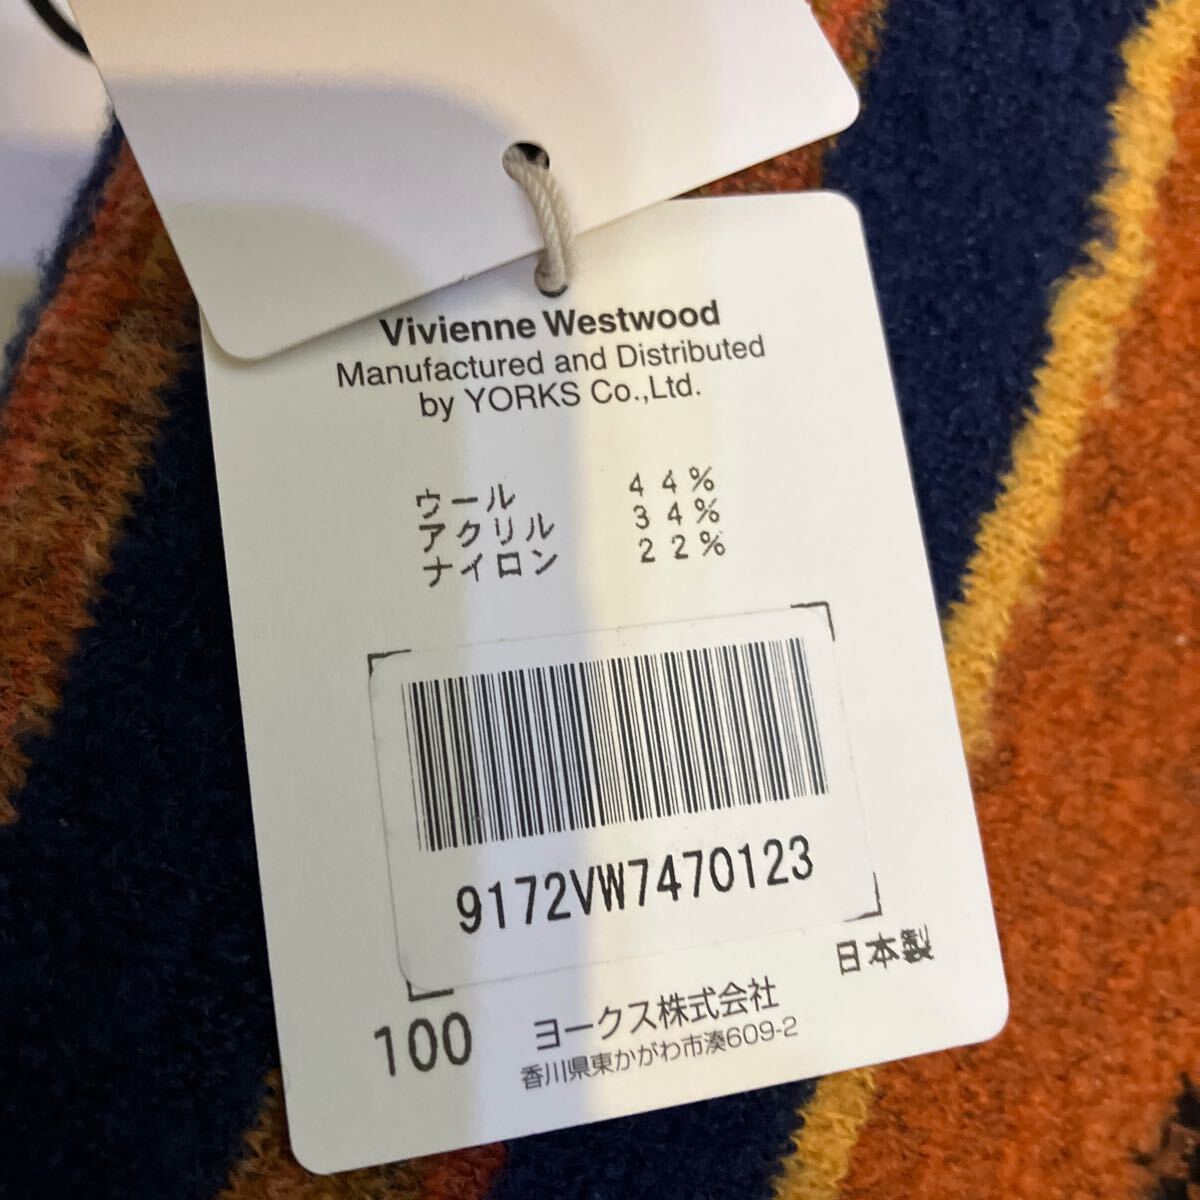 Vivienne Westwood
Manufactured and Distributed
by YORKS Co.,Ltd.
ウール 44%
アクリル 34%
ナイロン 22%
9172VW7470123
日本製
100
ヨークス株式会社
香川県東かがわ市湊609-2